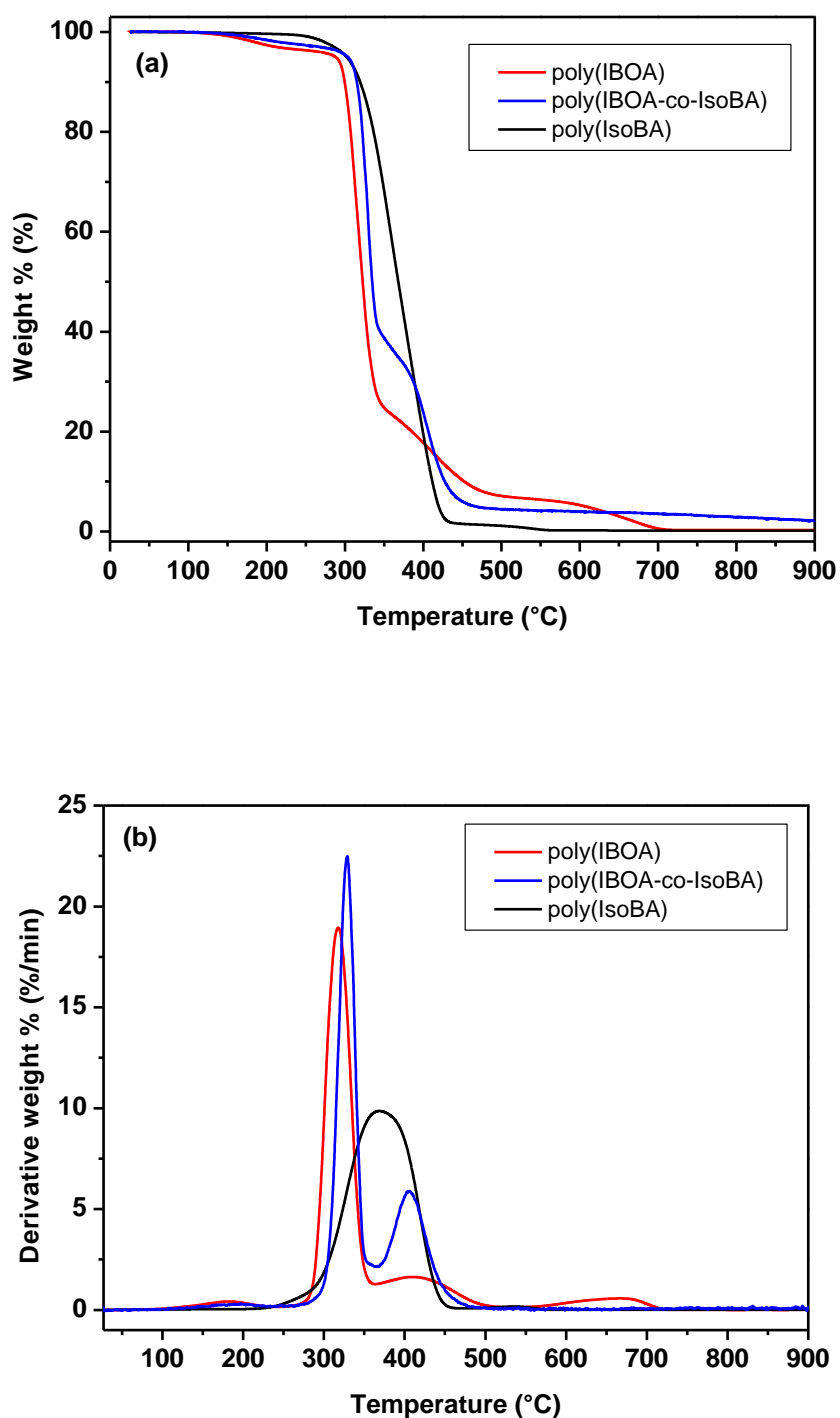 (a)
poly(IBOA)
poly(IBOA-co-IsoBA)
poly(IsoBA)
Weight % (%)
100
80
60
40
20
0
0 100 200 300 400 500 600 700 800 900
Temperature (°C)
(b)
poly(IBOA)
poly(IBOA-co-IsoBA)
poly(IsoBA)
Derivative weight % (%/min)
25
20
15
10
5
0
100 200 300 400 500 600 700 800 900
Temperature (°C)